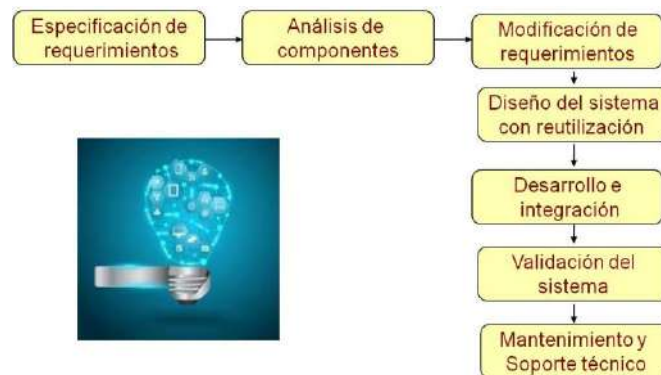 Especificación de
requerimientos
Análisis de
componentes
Modificación de
requerimientos
Diseño del sistema
con reutilización
Desarrollo e
integración
Validación del
sistema
Mantenimiento y
Soporte técnico